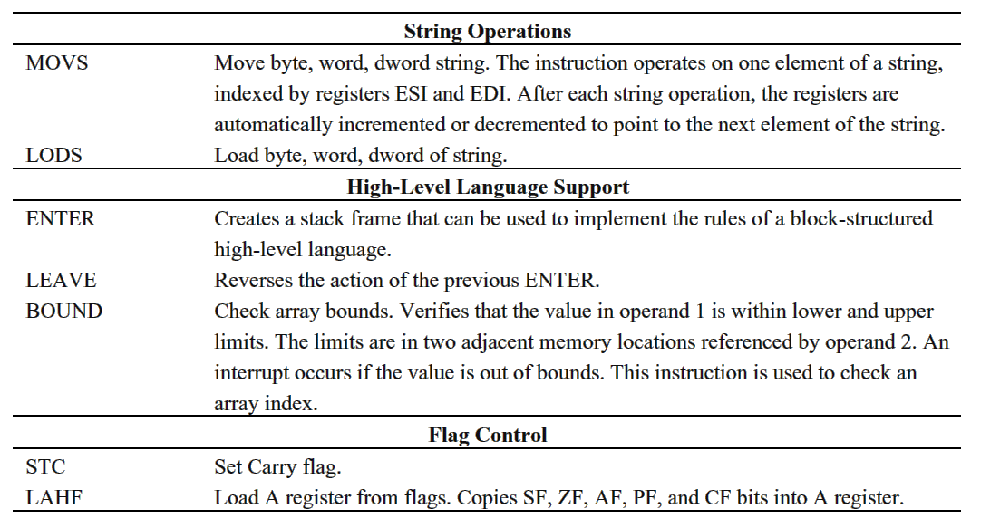 String Operations
MOVS Move byte, word, dword string. The instruction operates on one element of a string,
indexed by registers ESI and EDI. After each string operation, the registers are
automatically incremented or decremented to point to the next element of the string.
LODS Load byte, word, dword of string.
High-Level Language Support
ENTER Creates a stack frame that can be used to implement the rules of a block-structured
high-level language.
LEAVE Reverses the action of the previous ENTER.
BOUND Check array bounds. Verifies that the value in operand 1 is within lower and upper
limits. The limits are in two adjacent memory locations referenced by operand 2. An
interrupt occurs if the value is out of bounds. This instruction is used to check an
array index.
Flag Control
STC Set Carry flag.
LAHF Load A register from flags. Copies SF, ZF, AF, PF, and CF bits into A register.